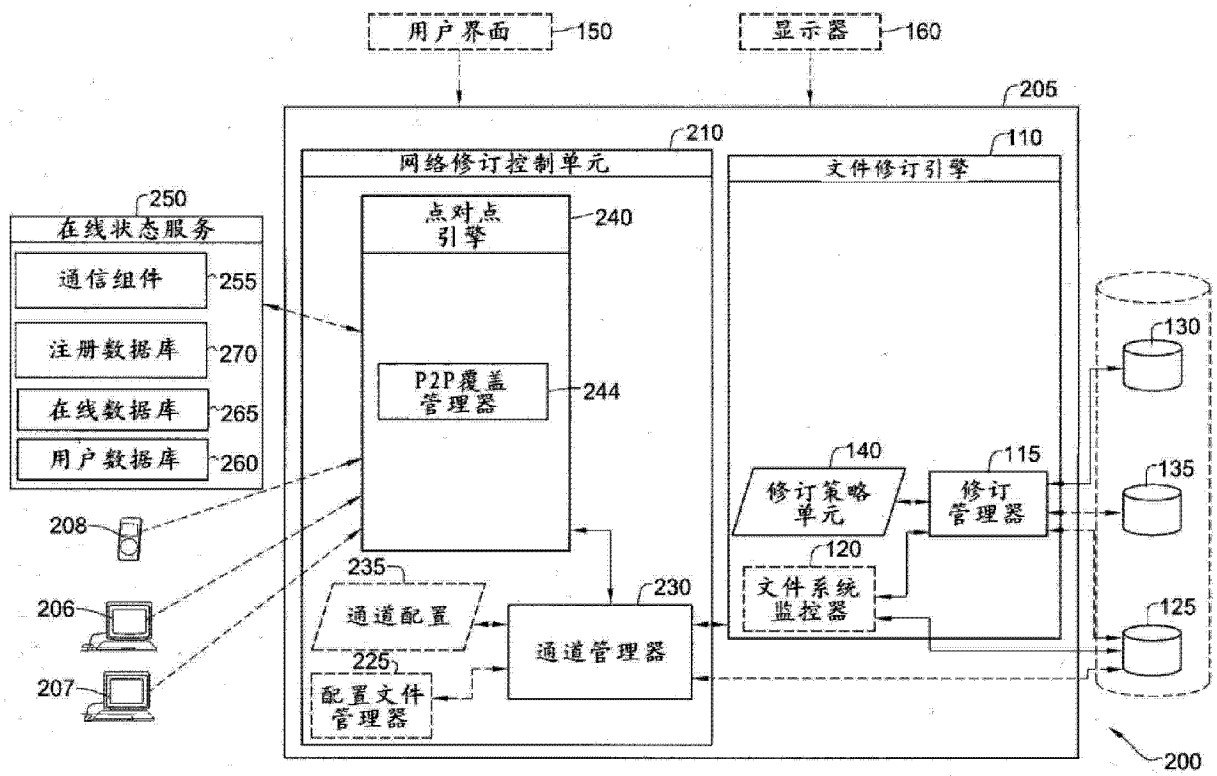 用户界面
150
显示器
160
205
210
网络修订控制单元
110
文件修订引擎
250
在线状态服务
通信组件
255
注册数据库
270
在线数据库
265
用户数据库
260
点对点
引擎
240
P2P覆盖
管理器
244
130
140
修订策略
单元
115
修订
管理器
135
208
120
文件系统
监控器
235
通道配置
230
通道管理器
206
125
225
配置文件
管理器
207
200